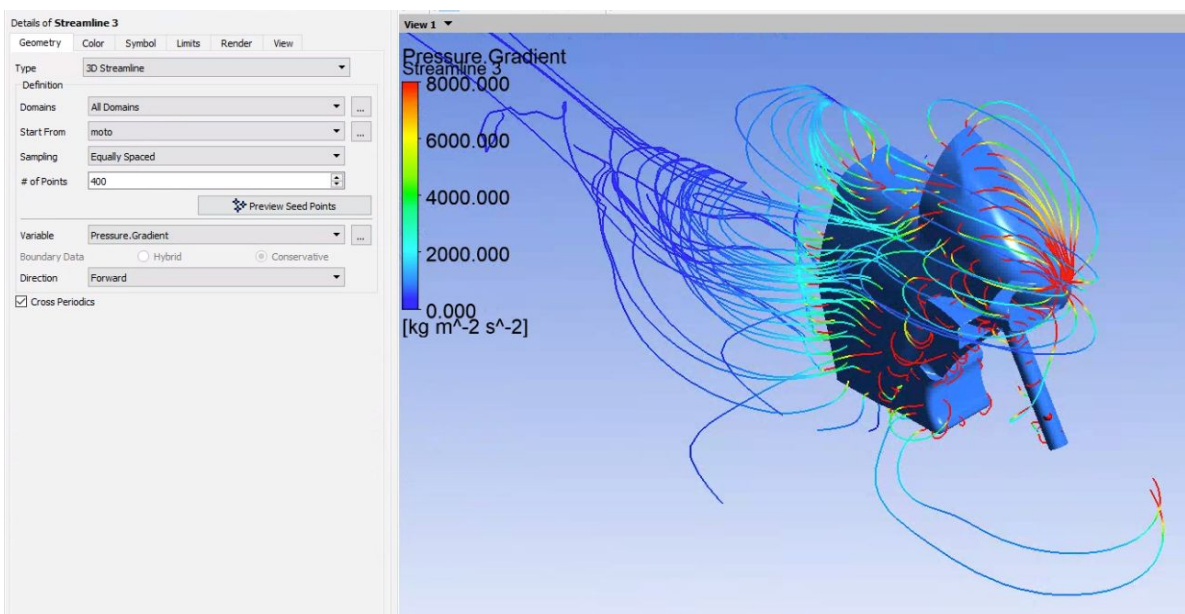 Details of Streamline 3
Geometry Color Symbol Limits Render View
Type 3D Streamline
Definition
Domains All Domains ...
Start From moto ...
Sampling Equally Spaced
# of Points 400
Preview Seed Points
Variable Pressure.Gradient ...
Boundary Data Hybrid Conservative
Direction Forward
Cross Periodics
View 1
Pressure.Gradient
Streamline 3
8000.000
6000.000
4000.000
2000.000
0.000
[kg m^-2 s^-2]